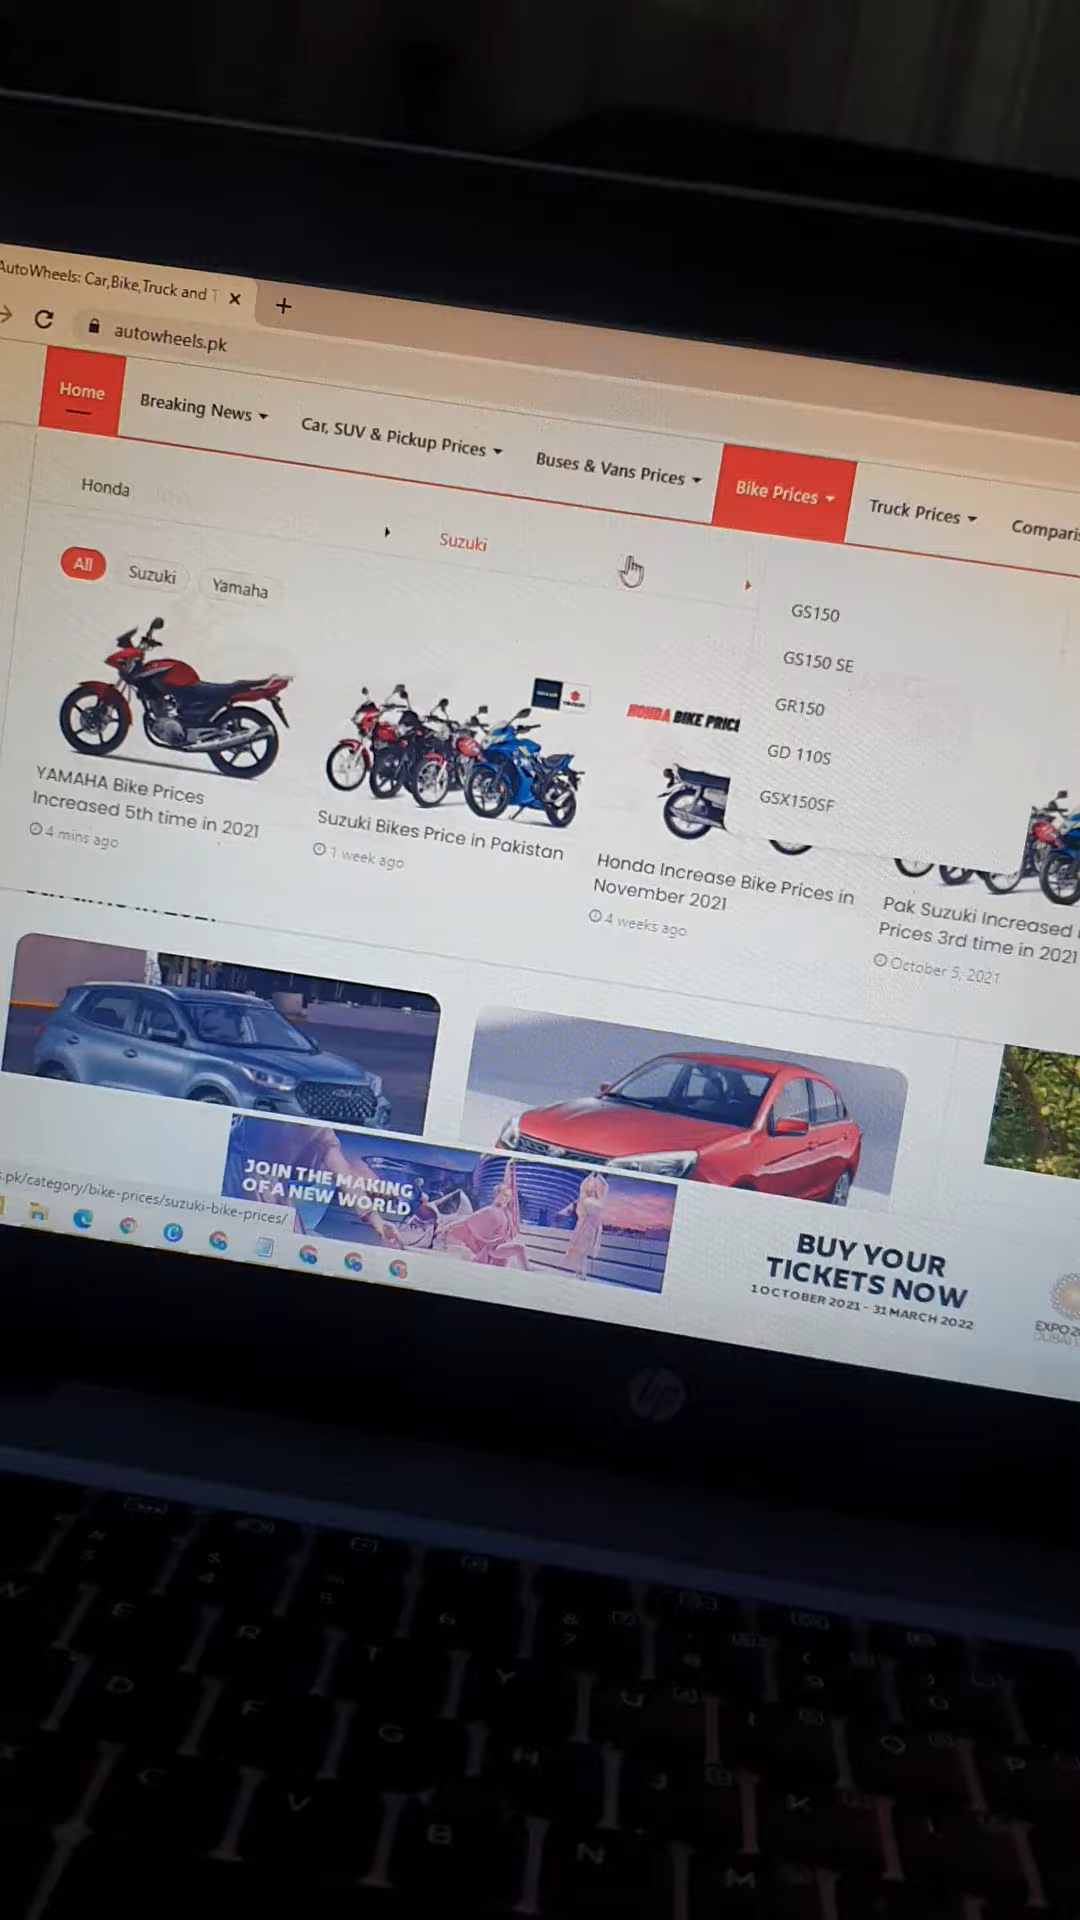 AutoWheels: Car,Bike,Truck and T
autowheels.pk
Home
Breaking News
Car, SUV & Pickup Prices
Buses & Vans Prices
Bike Prices
Truck Prices
Honda
Suzuki
All
Suzuki
Yamaha
GS150
GS150 SE
GR150
GD 110S
GSX150SF
HONDA BIKE PRICE
YAMAHA Bike Prices
Increased 5th time in 2021
4 mins ago
Suzuki Bikes Price in Pakistan
1 week ago
Honda Increase Bike Prices in
November 2021
4 weeks ago
Pak Suzuki Increased
Prices 3rd time in 2021
October 5, 2021
JOIN THE MAKING
OF A NEW WORLD
.pk/category/bike-prices/suzuki-bike-prices/
BUY YOUR
TICKETS NOW
1 OCTOBER 2021 - 31 MARCH 2022
hp
E
R
T
Y
U
O
P
D
F
G
H
J
K
L
C
V
B
N
M